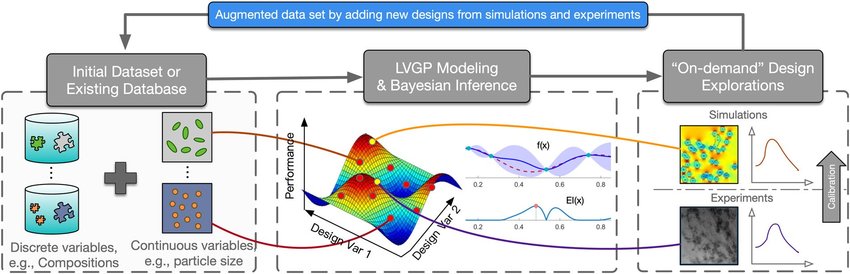 Augmented data set by adding new designs from simulations and experiments
Initial Dataset or
Existing Database
LVGP Modeling
& Bayesian Inference
“On-demand” Design
Explorations
Discrete variables,
e.g., Compositions
Continuous variables
e.g., particle size
Performance
Design Var 1
Design Var 2
f(x)
0.2 0.4 0.6 0.8
EI(x)
0.2 0.4 0.6 0.8
Simulations
Experiments
Calibration